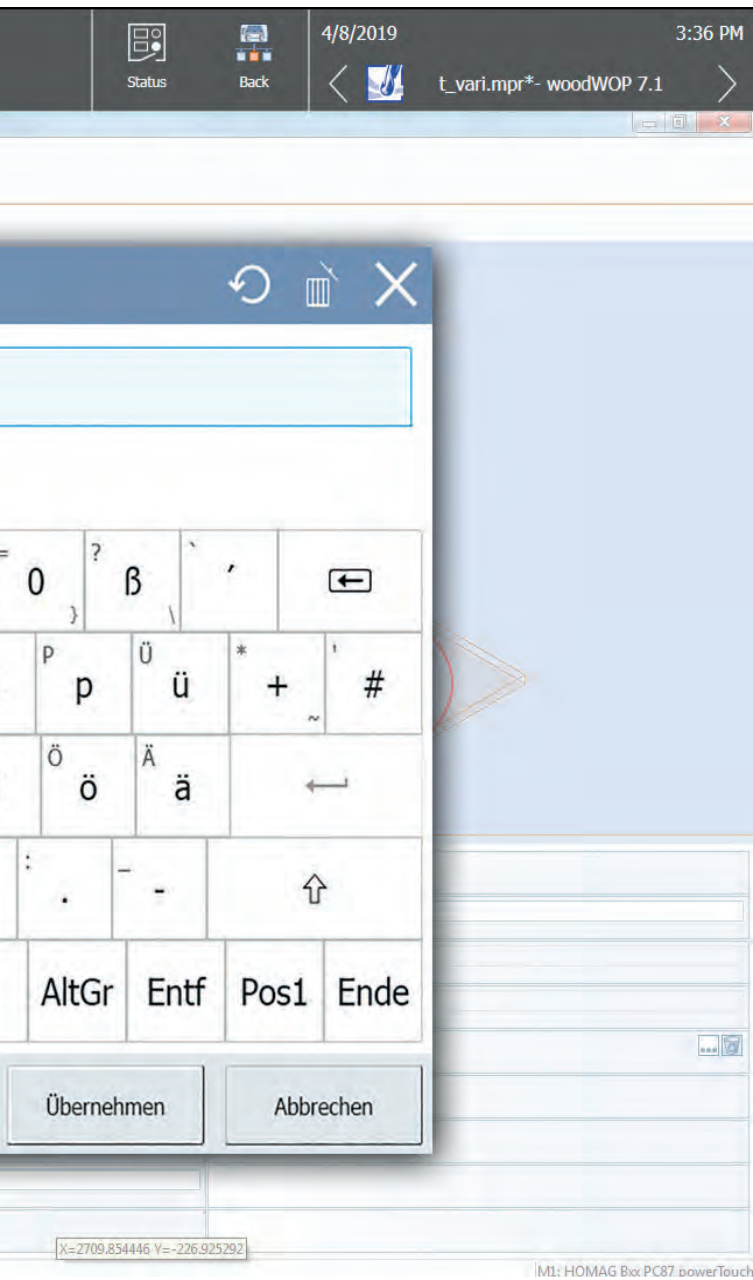 4/8/2019 3:36 PM
Status Back t_vari.mpr*- woodWOP 7.1
= 0 } ? ß \ ` ´
P p Ü ü * + ~ ' #
Ö ö Ä ä
: . _ -
AltGr Entf Pos1 Ende
Übernehmen Abbrechen
X=2709.854446 Y=-226.925292
M1: HOMAG Bxx PC87 powerTouch